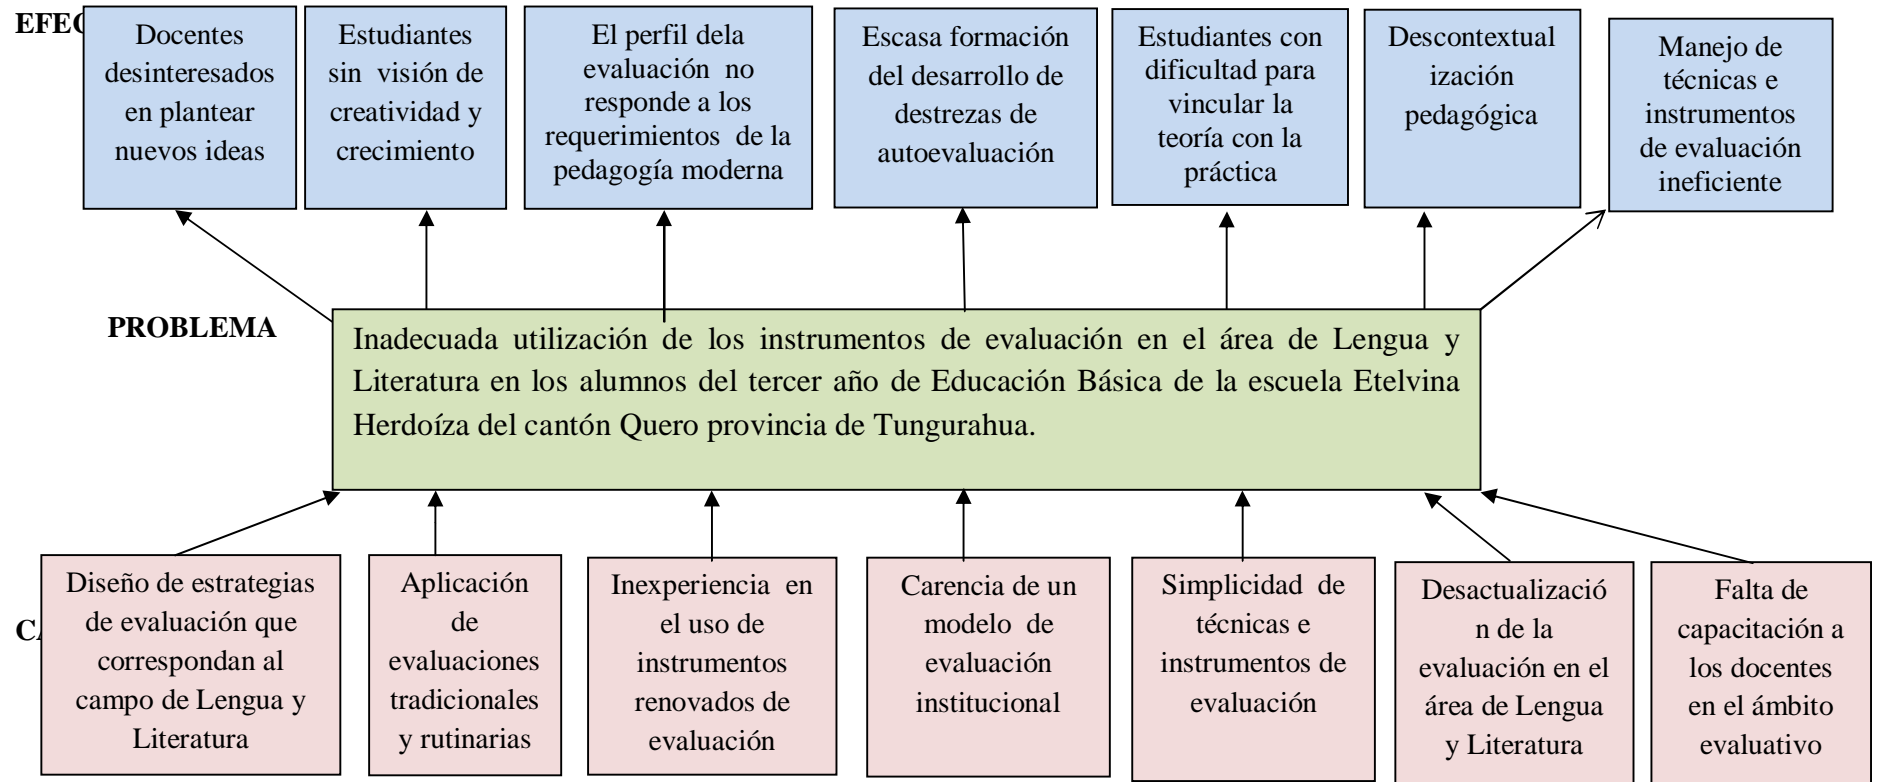 EFEC
Docentes
desinteresados
en plantear
nuevos ideas
Estudiantes
sin visión de
creatividad y
crecimiento
El perfil dela
evaluación no
responde a los
requerimientos de la
pedagogía moderna
Escasa formación
del desarrollo de
destrezas de
autoevaluación
Estudiantes con
dificultad para
vincular la
teoría con la
práctica
Descontextual
ización
pedagógica
Manejo de
técnicas e
instrumentos
de evaluación
ineficiente
PROBLEMA
Inadecuada utilización de los instrumentos de evaluación en el área de Lengua y
Literatura en los alumnos del tercer año de Educación Básica de la escuela Etelvina
Herdoíza del cantón Quero provincia de Tungurahua.
CA
Diseño de estrategias
de evaluación que
correspondan al
campo de Lengua y
Literatura
Aplicación
de
evaluaciones
tradicionales
y rutinarias
Inexperiencia en
el uso de
instrumentos
renovados de
evaluación
Carencia de un
modelo de
evaluación
institucional
Simplicidad de
técnicas e
instrumentos de
evaluación
Desactualizació
n de la
evaluación en el
área de Lengua
y Literatura
Falta de
capacitación a
los docentes
en el ámbito
evaluativo